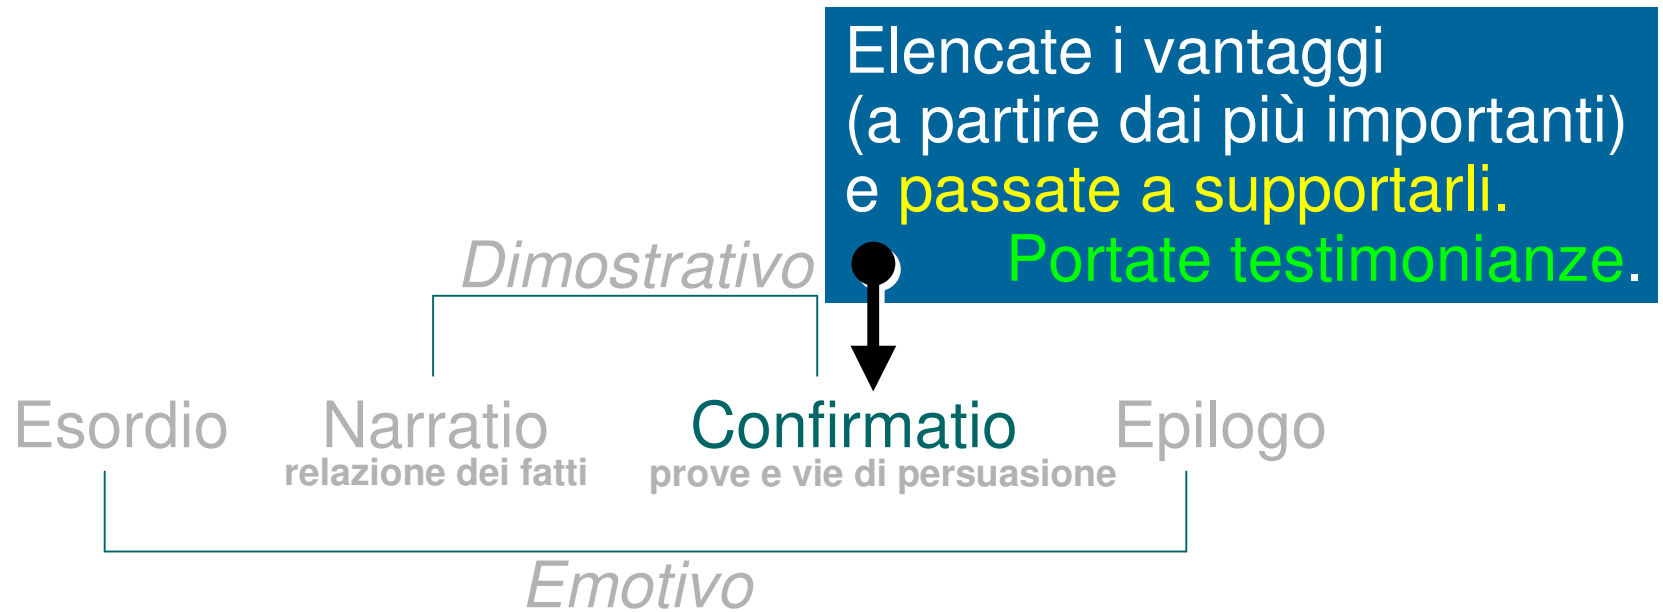 Elencate i vantaggi
(a partire dai più importanti)
e passate a supportarli.
Portate testimonianze.
Dimostrativo
Esordio Narratio Confirmatio Epilogo
relazione dei fatti prove e vie di persuasione
Emotivo